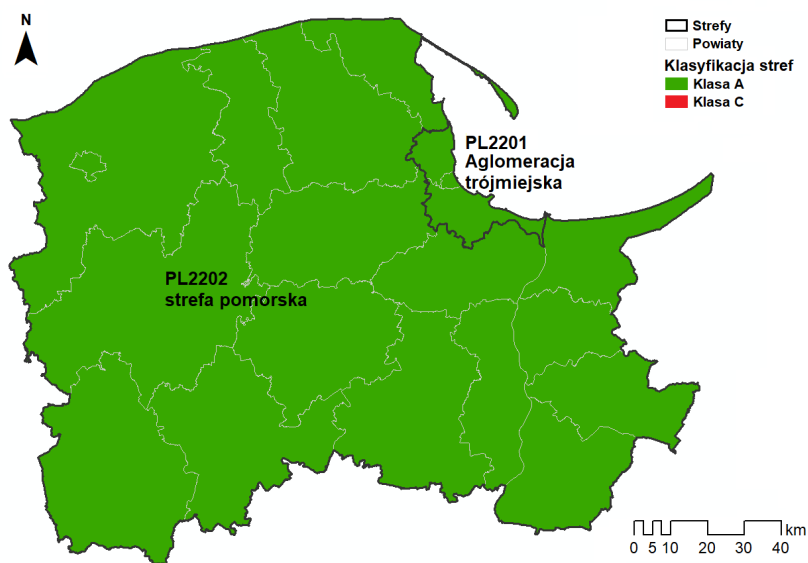 N
Strefy
Powiaty
Klasyfikacja stref
Klasa A
Klasa C
PL2201
Aglomeracja
trójmiejska
PL2202
strefa pomorska
km
0 5 10 20 30 40